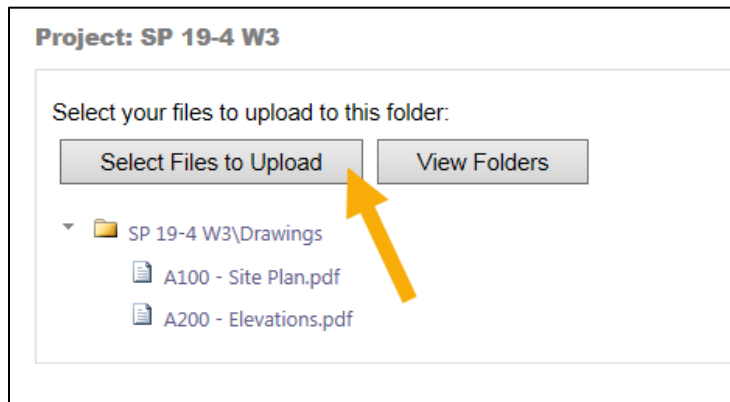 Project: SP 19-4 W3
Select your files to upload to this folder:
Select Files to Upload View Folders
SP 19-4 W3\Drawings
A100 - Site Plan.pdf
A200 - Elevations.pdf